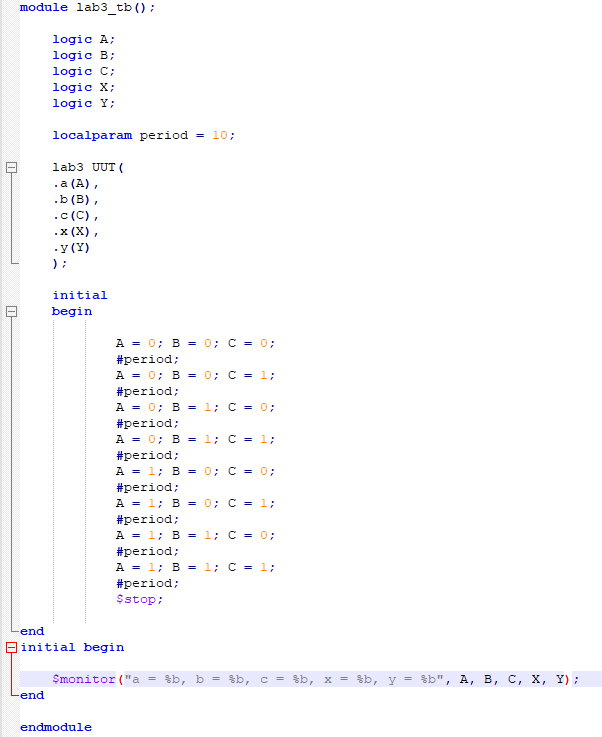 module lab3_tb();
logic A;
logic B;
logic C;
logic X;
logic Y;
localparam period = 10;
lab3 UUT(
.a(A),
.b(B),
.c(C),
.x(X),
.y(Y)
);
initial
begin
A = 0; B = 0; C = 0;
#period;
A = 0; B = 0; C = 1;
#period;
A = 0; B = 1; C = 0;
#period;
A = 0; B = 1; C = 1;
#period;
A = 1; B = 0; C = 0;
#period;
A = 1; B = 0; C = 1;
#period;
A = 1; B = 1; C = 0;
#period;
A = 1; B = 1; C = 1;
#period;
$stop;
end
initial begin
$monitor("a = %b, b = %b, c = %b, x = %b, y = %b", A, B, C, X, Y);
end
endmodule